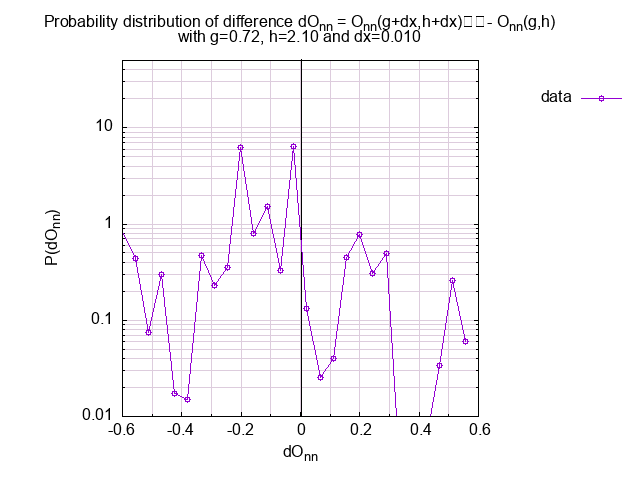 Probability distribution of difference dOnn = Onn(g+dx,h+dx) - Onn(g,h)
with g=0.72, h=2.10 and dx=0.010
data
10
1
0.1
0.01
P(dOnn)
-0.6 -0.4 -0.2 0 0.2 0.4 0.6
dOnn